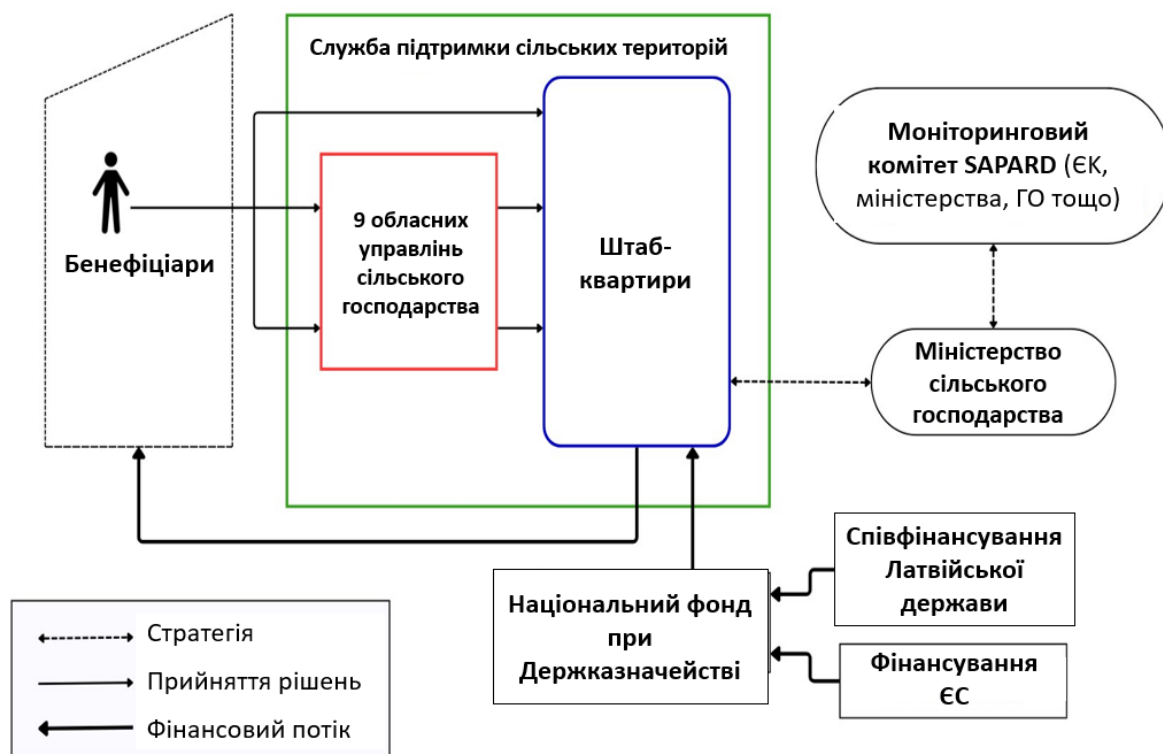 Служба підтримки сільських територій
Бенефіціари
9 обласних
управлінь
сільського
господарства
Штаб-
квартири
Моніторинговий
комітет SAPARD (ЄК,
міністерства, ГО тощо)
Міністерство
сільського
господарства
Співфінансування
Латвійської
держави
Національний фонд
при
Держказначействі
Фінансування
ЄС
Стратегія
Прийняття рішень
Фінансовий потік